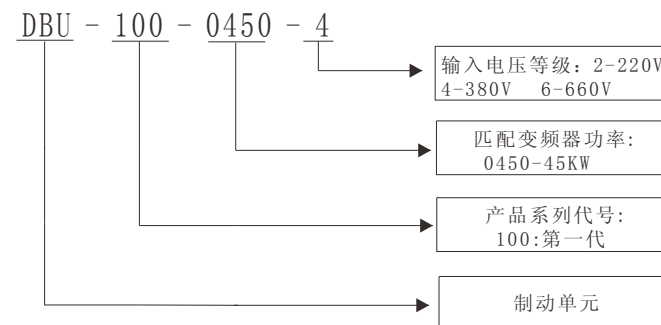 DBU - 100 - 0450 - 4
输入电压等级: 2-220V
4-380V 6-660V
匹配变频器功率:
0450-45KW
产品系列代号:
100:第一代
制动单元